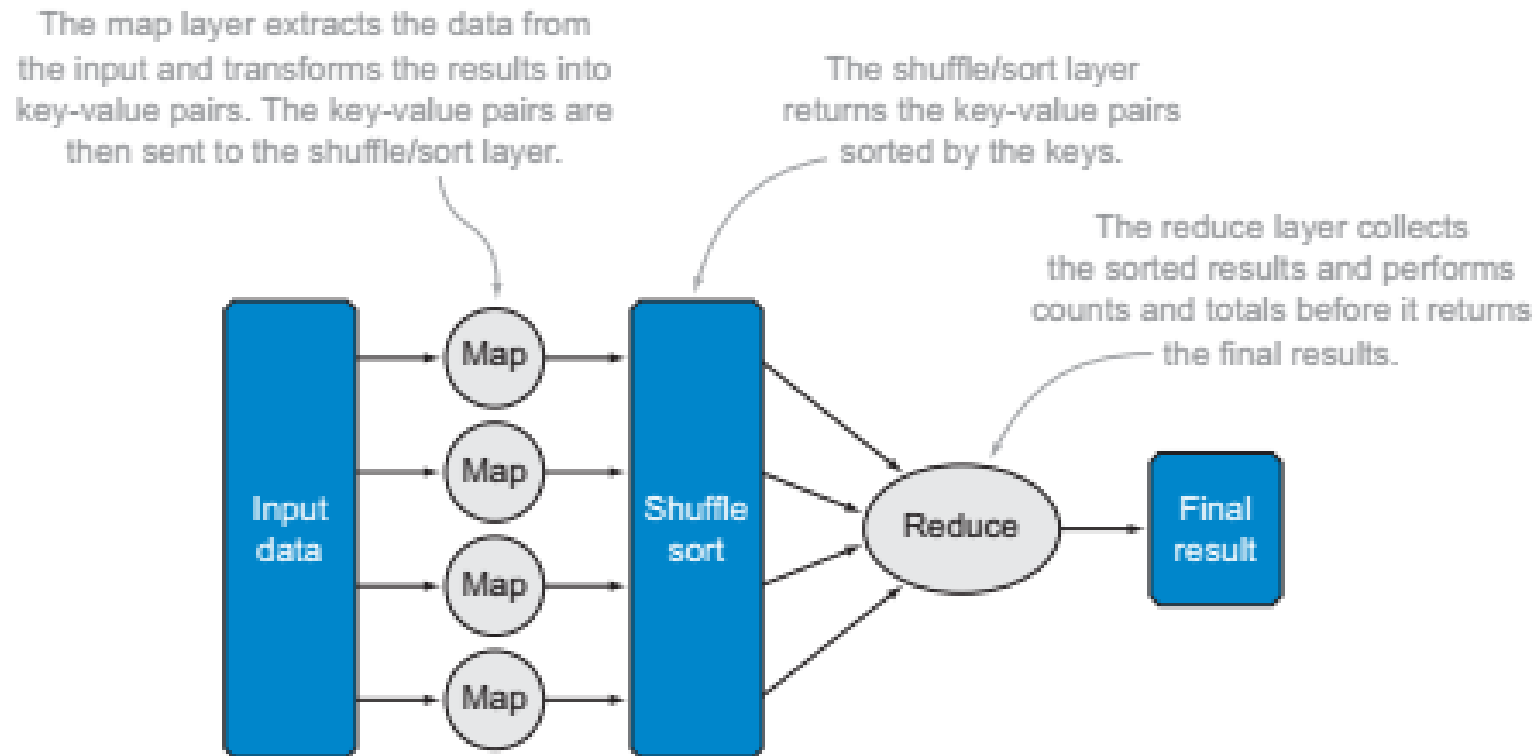 The map layer extracts the data from
the input and transforms the results into
key-value pairs. The key-value pairs are
then sent to the shuffle/sort layer.
The shuffle/sort layer
returns the key-value pairs
sorted by the keys.
The reduce layer collects
the sorted results and performs
counts and totals before it returns
the final results.
Input
data
Map
Map
Map
Map
Shuffle
sort
Reduce
Final
result